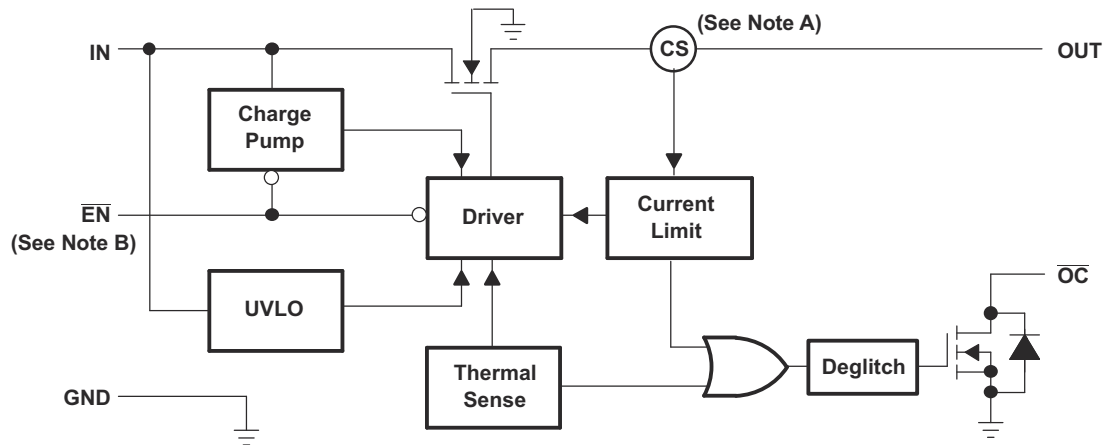 (See Note A)
IN
CS
OUT
Charge
Pump
EN
(See Note B)
Driver
Current
Limit
OC
UVLO
Thermal
Sense
Deglitch
GND